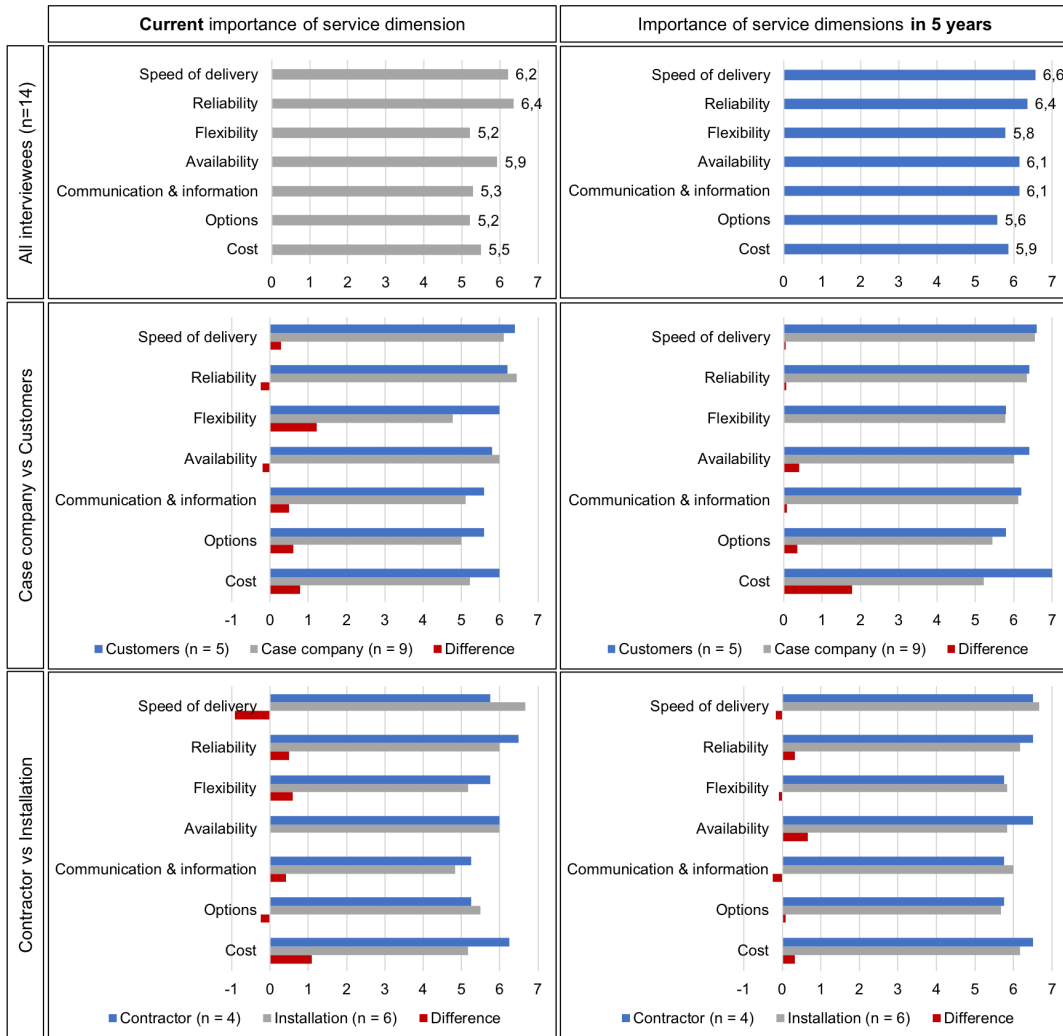 Current importance of service dimension
Importance of service dimensions in 5 years
All interviewees (n=14)
Speed of delivery 6,2
Reliability 6,4
Flexibility 5,2
Availability 5,9
Communication & information 5,3
Options 5,2
Cost 5,5
0 1 2 3 4 5 6 7
Speed of delivery 6,6
Reliability 6,4
Flexibility 5,8
Availability 6,1
Communication & information 6,1
Options 5,6
Cost 5,9
0 1 2 3 4 5 6 7
Case company vs Customers
Speed of delivery
Reliability
Flexibility
Availability
Communication & information
Options
Cost
-1 0 1 2 3 4 5 6 7
Customers (n = 5) Case company (n = 9) Difference
Speed of delivery
Reliability
Flexibility
Availability
Communication & information
Options
Cost
0 1 2 3 4 5 6 7
Customers (n = 5) Case company (n = 9) Difference
Contractor vs Installation
Speed of delivery
Reliability
Flexibility
Availability
Communication & information
Options
Cost
-1 0 1 2 3 4 5 6 7
Contractor (n = 4) Installation (n = 6) Difference
Speed of delivery
Reliability
Flexibility
Availability
Communication & information
Options
Cost
-1 0 1 2 3 4 5 6 7
Contractor (n = 4) Installation (n = 6) Difference